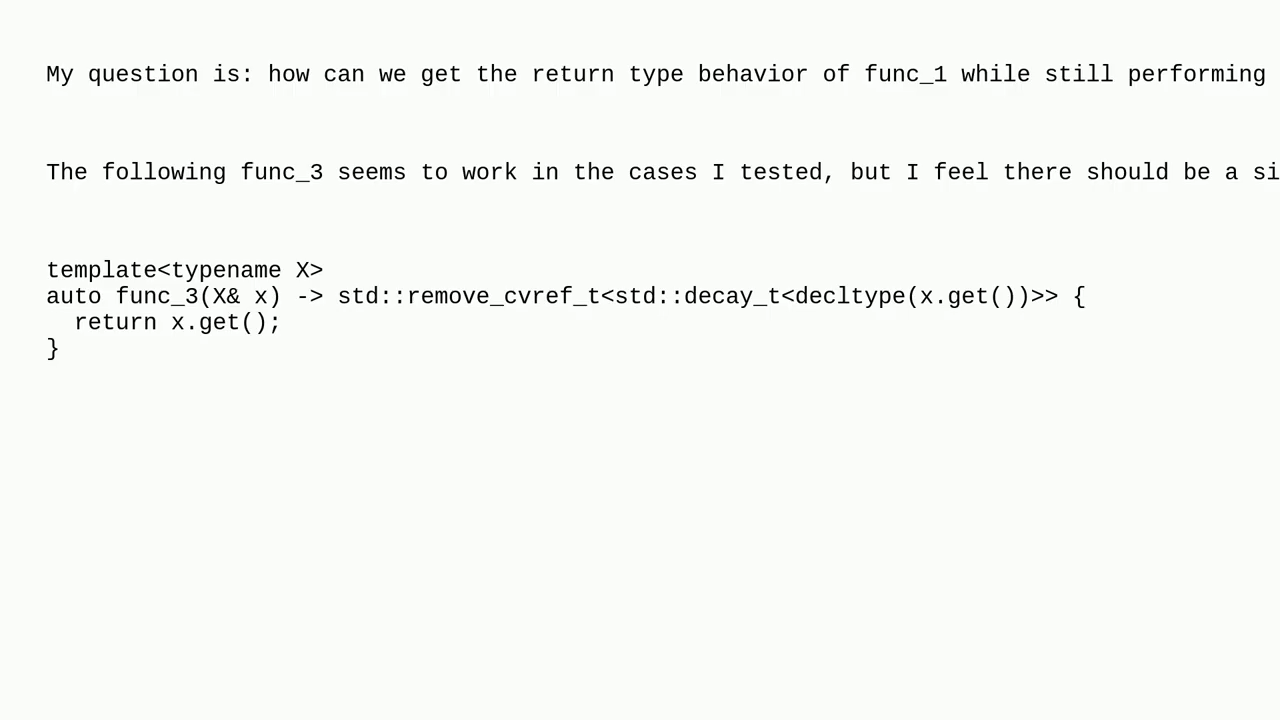 My question is: how can we get the return type behavior of func_1 while still performing
The following func_3 seems to work in the cases I tested, but I feel there should be a si
template<typename X>
auto func_3(X& x) -> std::remove_cvref_t<std::decay_t<decltype(x.get())>> {
  return x.get();
}